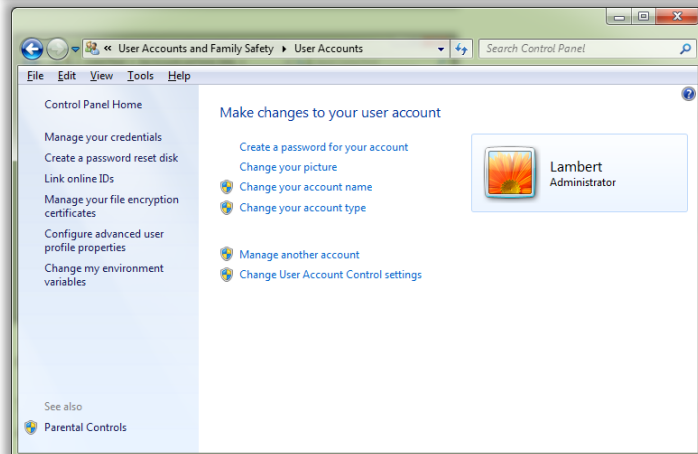 « User Accounts and Family Safety ▸ User Accounts
Search Control Panel
File Edit View Tools Help
Control Panel Home
Manage your credentials
Create a password reset disk
Link online IDs
Manage your file encryption
certificates
Configure advanced user
profile properties
Change my environment
variables
See also
Parental Controls
Make changes to your user account
Create a password for your account
Change your picture
Change your account name
Change your account type
Manage another account
Change User Account Control settings
Lambert
Administrator